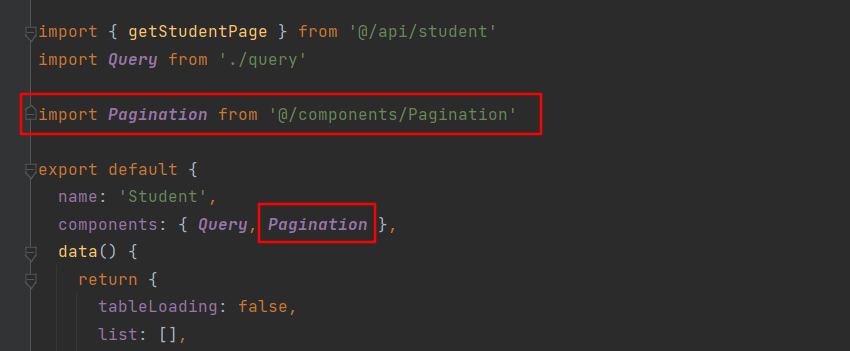 import { getStudentPage } from '@/api/student'
import Query from './query'
import Pagination from '@/components/Pagination'
export default {
name: 'Student',
components: { Query, Pagination },
data() {
return {
tableLoading: false,
list: [],